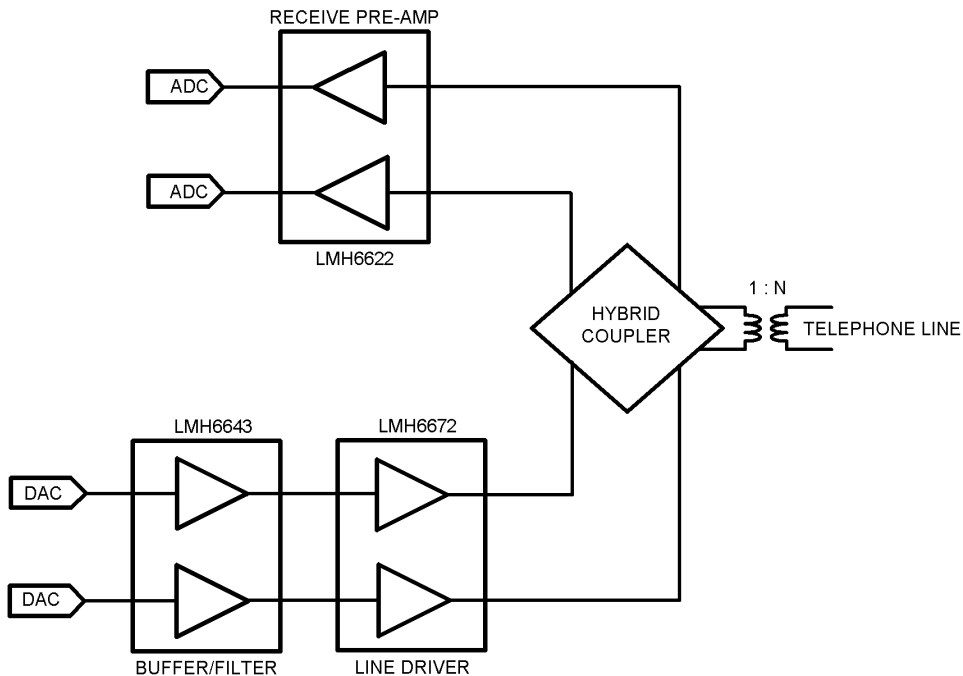 RECEIVE PRE-AMP
ADC
ADC
LMH6622
HYBRID
COUPLER
1 : N
TELEPHONE LINE
LMH6643
LMH6672
DAC
DAC
BUFFER/FILTER
LINE DRIVER